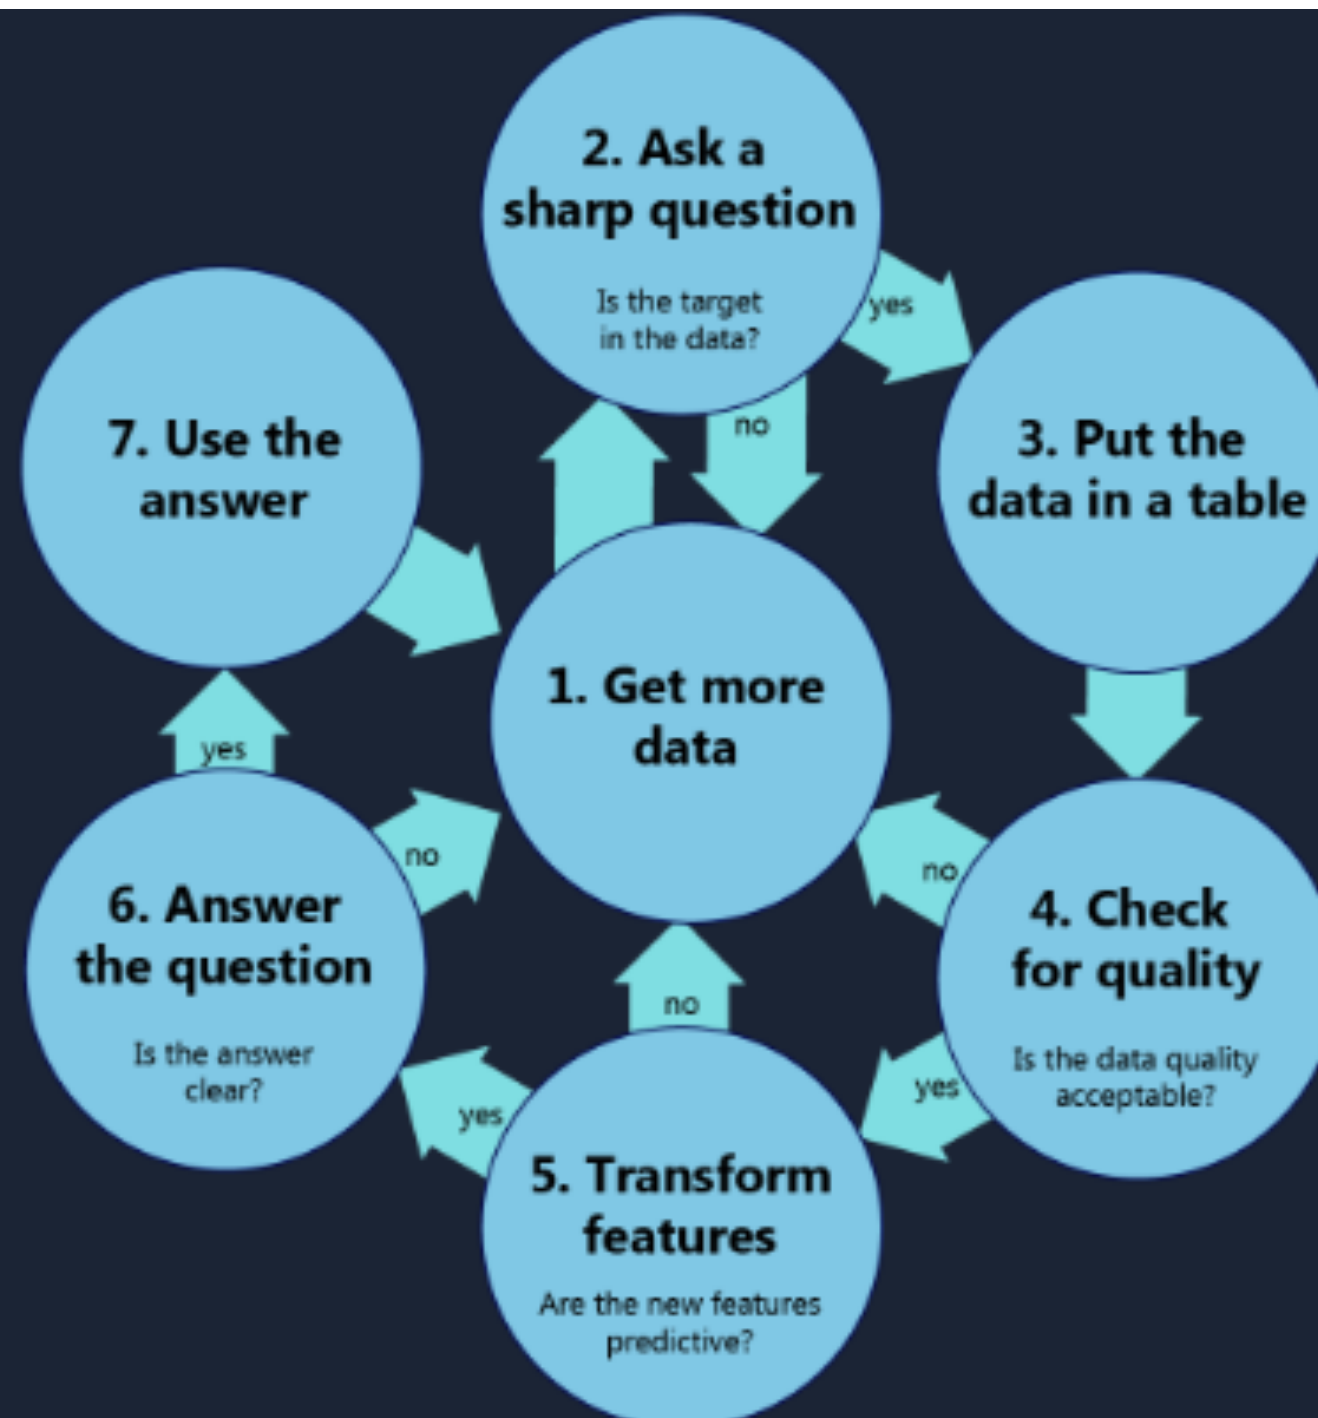 2. Ask a
sharp question
Is the target
in the data?
yes
no
3. Put the
data in a table
7. Use the
answer
1. Get more
data
yes
no
no
4. Check
for quality
Is the data quality
acceptable?
6. Answer
the question
Is the answer
clear?
no
yes
yes
5. Transform
features
Are the new features
predictive?